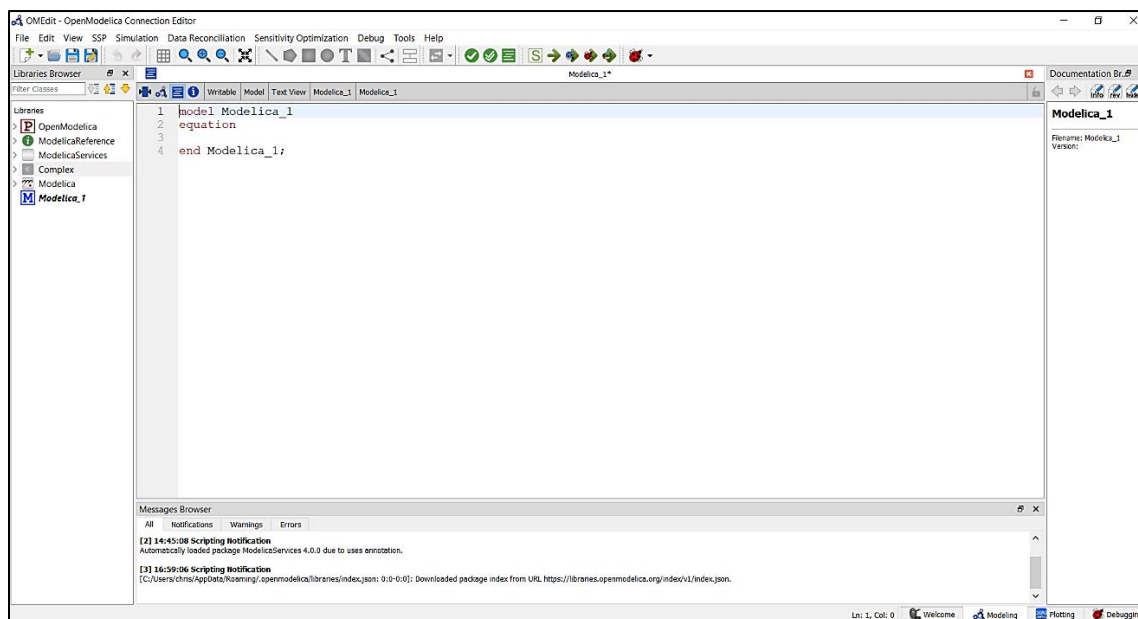 OMEdit - OpenModelica Connection Editor
File Edit View SSP Simulation Data Reconciliation Sensitivity Optimization Debug Tools Help
Libraries Browser
Filter Classes
Libraries
OpenModelica
ModelicaReference
ModelicaServices
Complex
Modelica
Modelica_1
Modelica_1*
Writable Model Text View Modelica_1 Modelica_1
1 model Modelica_1
2 equation
3
4 end Modelica_1;
Documentation Br..
info rev
Modelica_1
Filename: Modelica_1
Version:
Messages Browser
All Notifications Warnings Errors
[2] 14:45:08 Scripting Notification
Automatically loaded package ModelicaServices 4.0.0 due to uses annotation.
[3] 16:59:06 Scripting Notification
[C:/Users/chris/AppData/Roaming/.openmodelica/libraries/index.json: 0:0-0:0]: Downloaded package index from URL https://libraries.openmodelica.org/index/v1/index.json.
Ln: 1, Col: 0 Welcome Modeling Plotting Debuggin